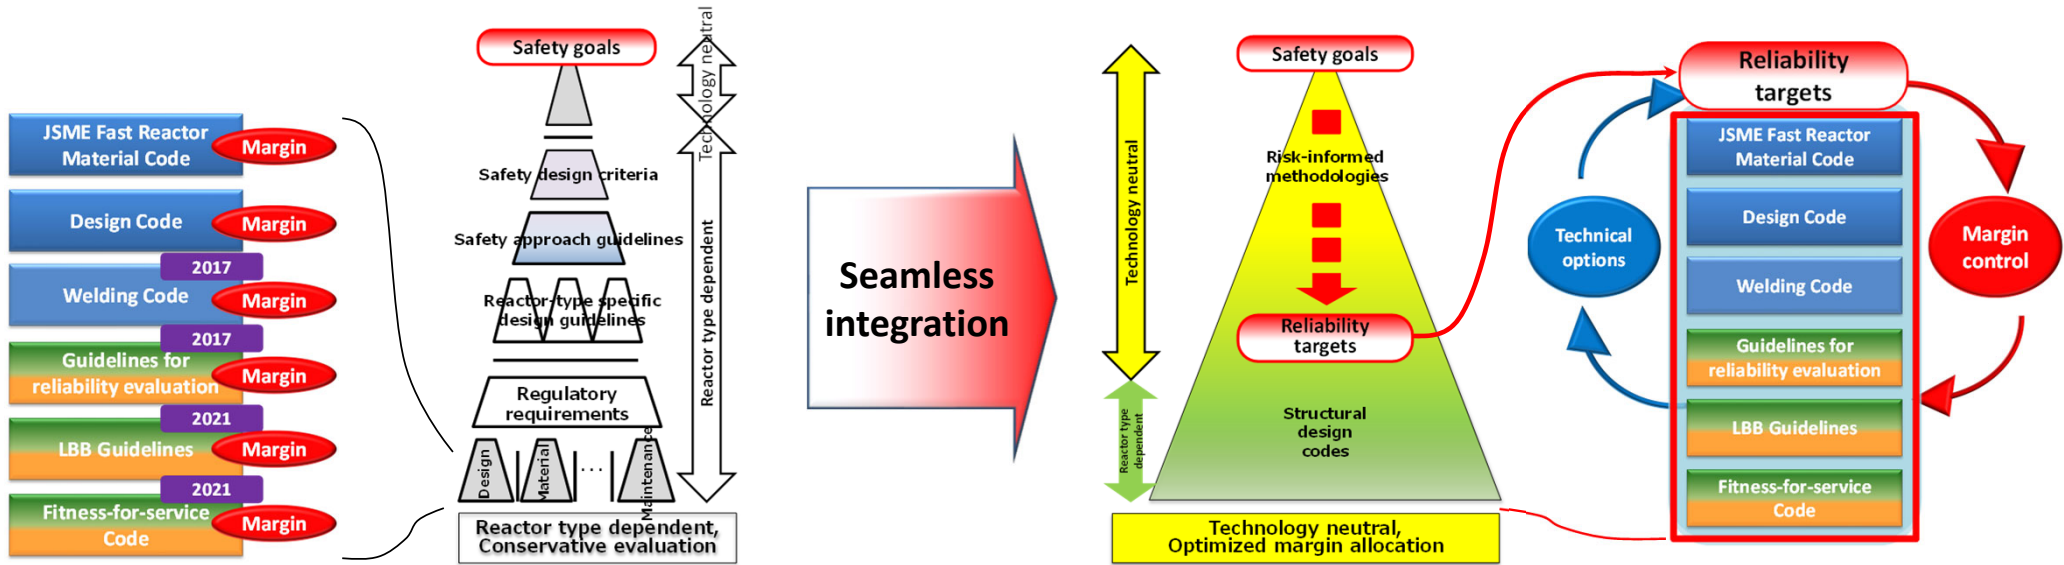 JSME Fast Reactor
Material Code
Margin
Design Code
Margin
2017
Welding Code
Margin
2017
Guidelines for
reliability evaluation
Margin
2021
LBB Guidelines
Margin
2021
Fitness-for-service
Code
Margin
Safety goals
Safety design criteria
Safety approach guidelines
Reactor-type specific
design guidelines
Regulatory
requirements
Design
Material
...
Maintenance
Technology neutral
Reactor type dependent
Reactor type dependent,
Conservative evaluation
Seamless
integration
Technology neutral
Reactor type
dependent
Safety goals
Risk-informed
methodologies
Reliability
targets
Structural
design
codes
Technology neutral,
Optimized margin allocation
Technical
options
Reliability
targets
JSME Fast Reactor
Material Code
Design Code
Welding Code
Guidelines for
reliability evaluation
LBB Guidelines
Fitness-for-service
Code
Margin
control